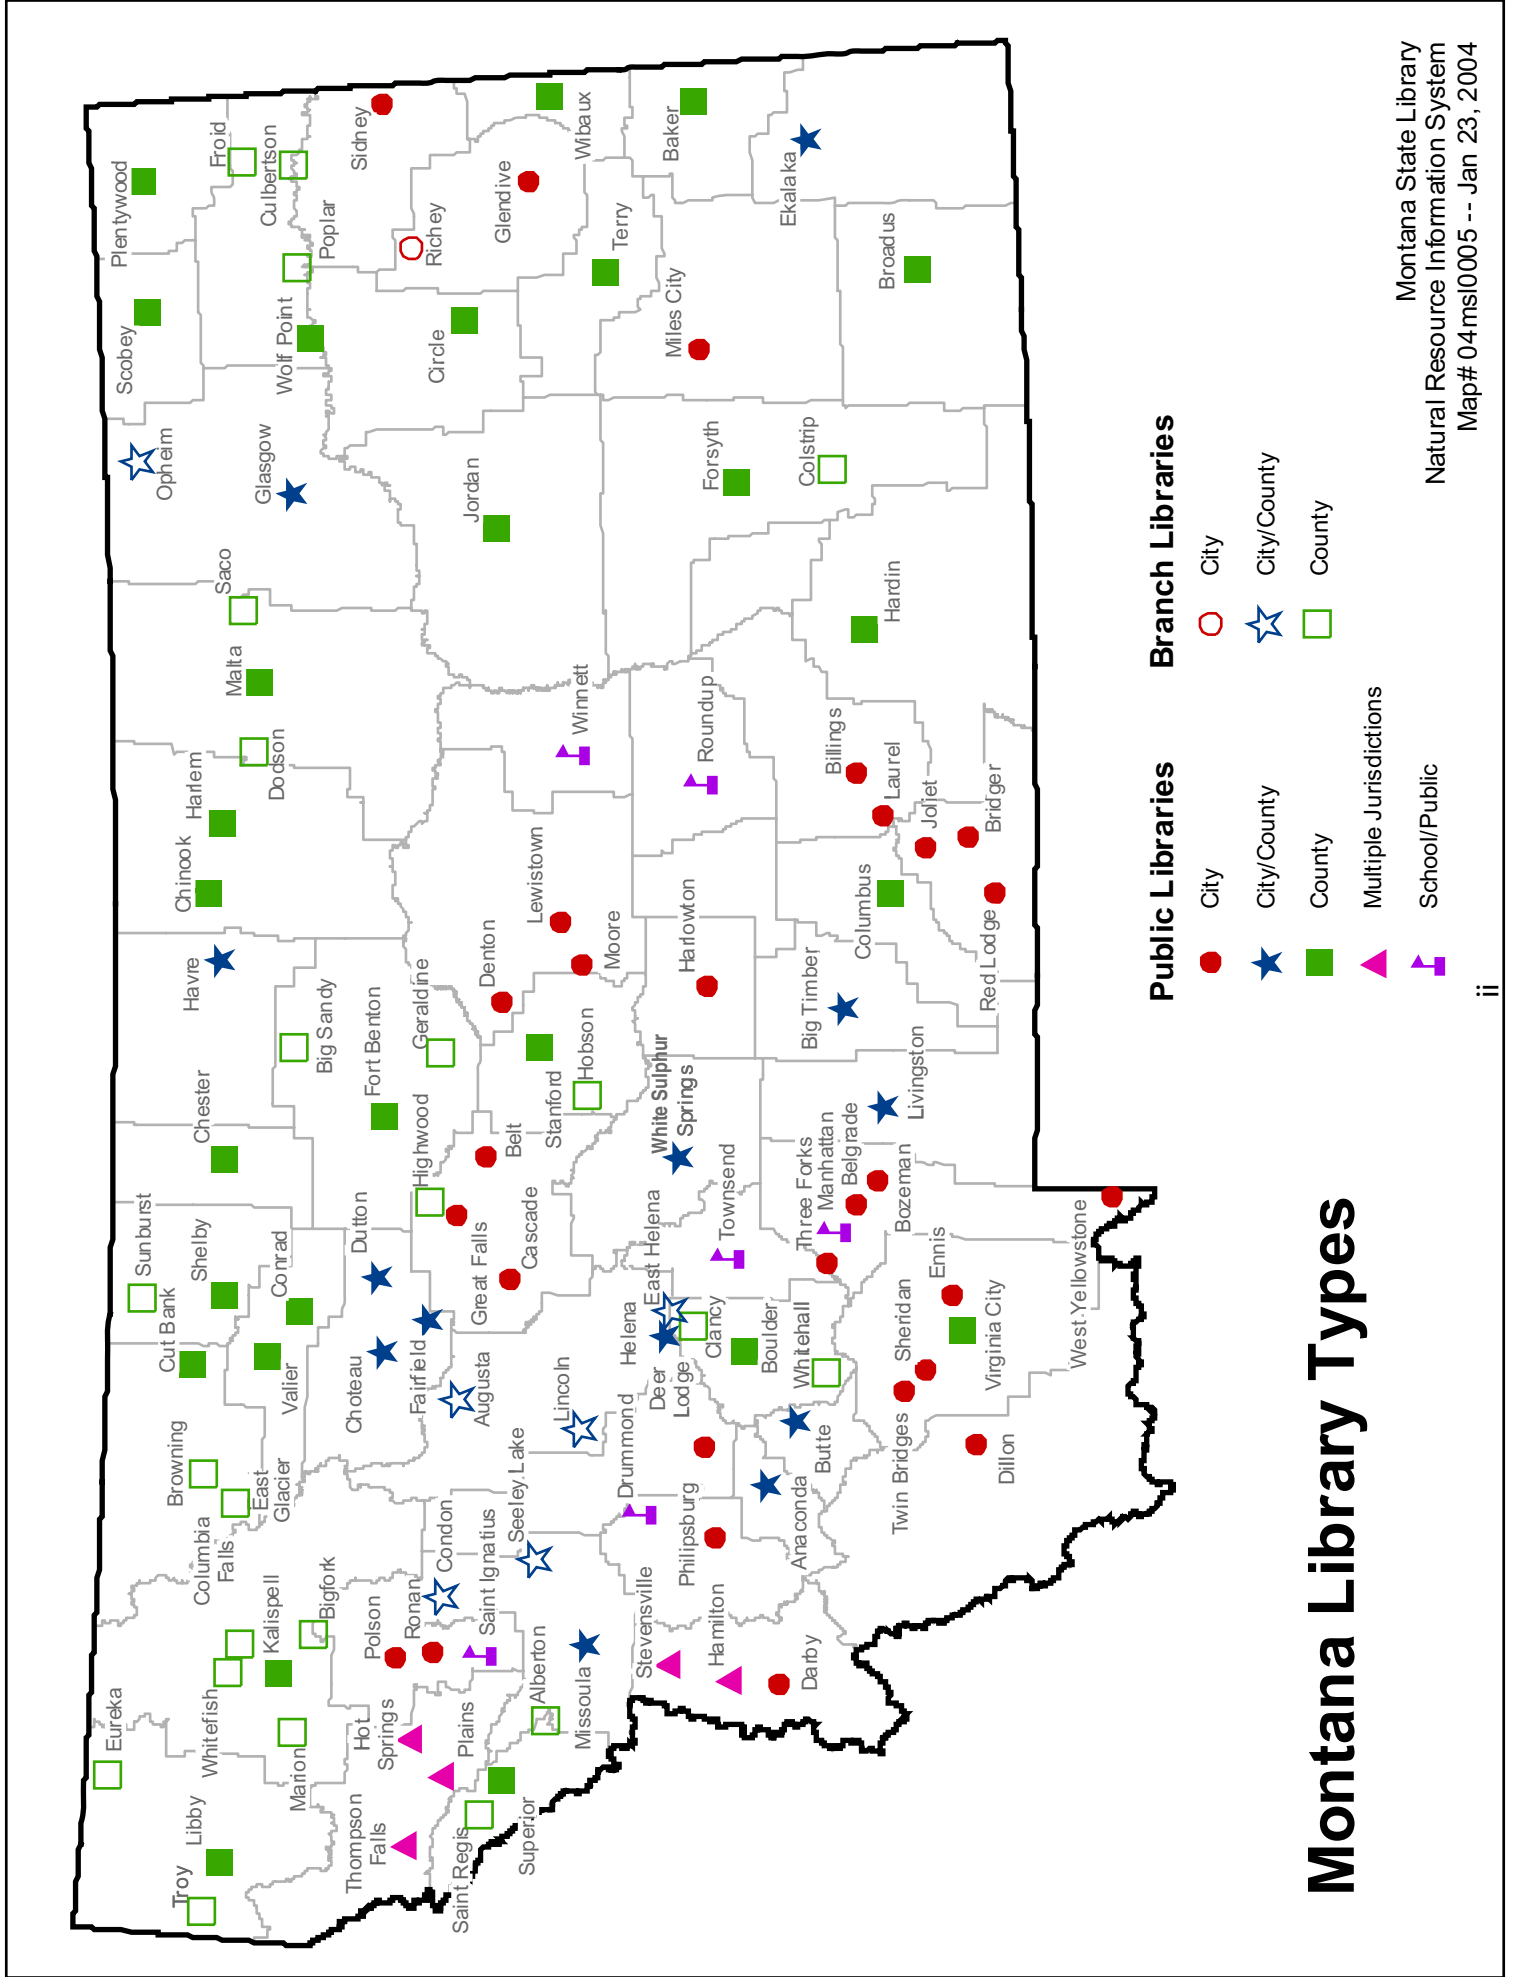 Troy
Libby
Eureka
Whitefish
Marion
Kalispell
Columbia
Falls
Bigfork
Browning
East
Glacier
Cut Bank
Sunburst
Shelby
Conrad
Valier
Chester
Havre
Chinook
Harlem
Dodson
Malta
Saco
Glasgow
Opheim
Scobey
Plentywood
Froid
Culbertson
Poplar
Wolf Point
Sidney
Richey
Circle
Glendive
Wibaux
Terry
Baker
Ekalaka
Miles City
Broadus
Jordan
Forsyth
Colstrip
Hardin
Winnett
Roundup
Billings
Laurel
Joliet
Bridger
Red Lodge
Columbus
Big Timber
Harlowton
Lewistown
Moore
Denton
Geraldine
Big Sandy
Fort Benton
Highwood
Stanford
Hobson
Belt
Great Falls
Cascade
Dutton
Choteau
Fairfield
Augusta
Lincoln
White Sulphur
Springs
Townsend
East Helena
Helena
Clancy
Boulder
Whitehall
Deer
Lodge
Three Forks
Manhattan
Belgrade
Bozeman
Livingston
West Yellowstone
Ennis
Virginia City
Sheridan
Twin Bridges
Dillon
Butte
Anaconda
Philipsburg
Drummond
Seeley Lake
Condon
Saint Ignatius
Ronan
Polson
Hot
Springs
Plains
Thompson
Falls
Saint Regis
Superior
Alberton
Missoula
Stevensville
Hamilton
Darby
Montana Library Types
Public Libraries
City
City/County
County
Multiple Jurisdictions
School/Public
Branch Libraries
City
City/County
County
Montana State Library
Natural Resource Information System
Map# 04msl0005 -- Jan 23, 2004
ii